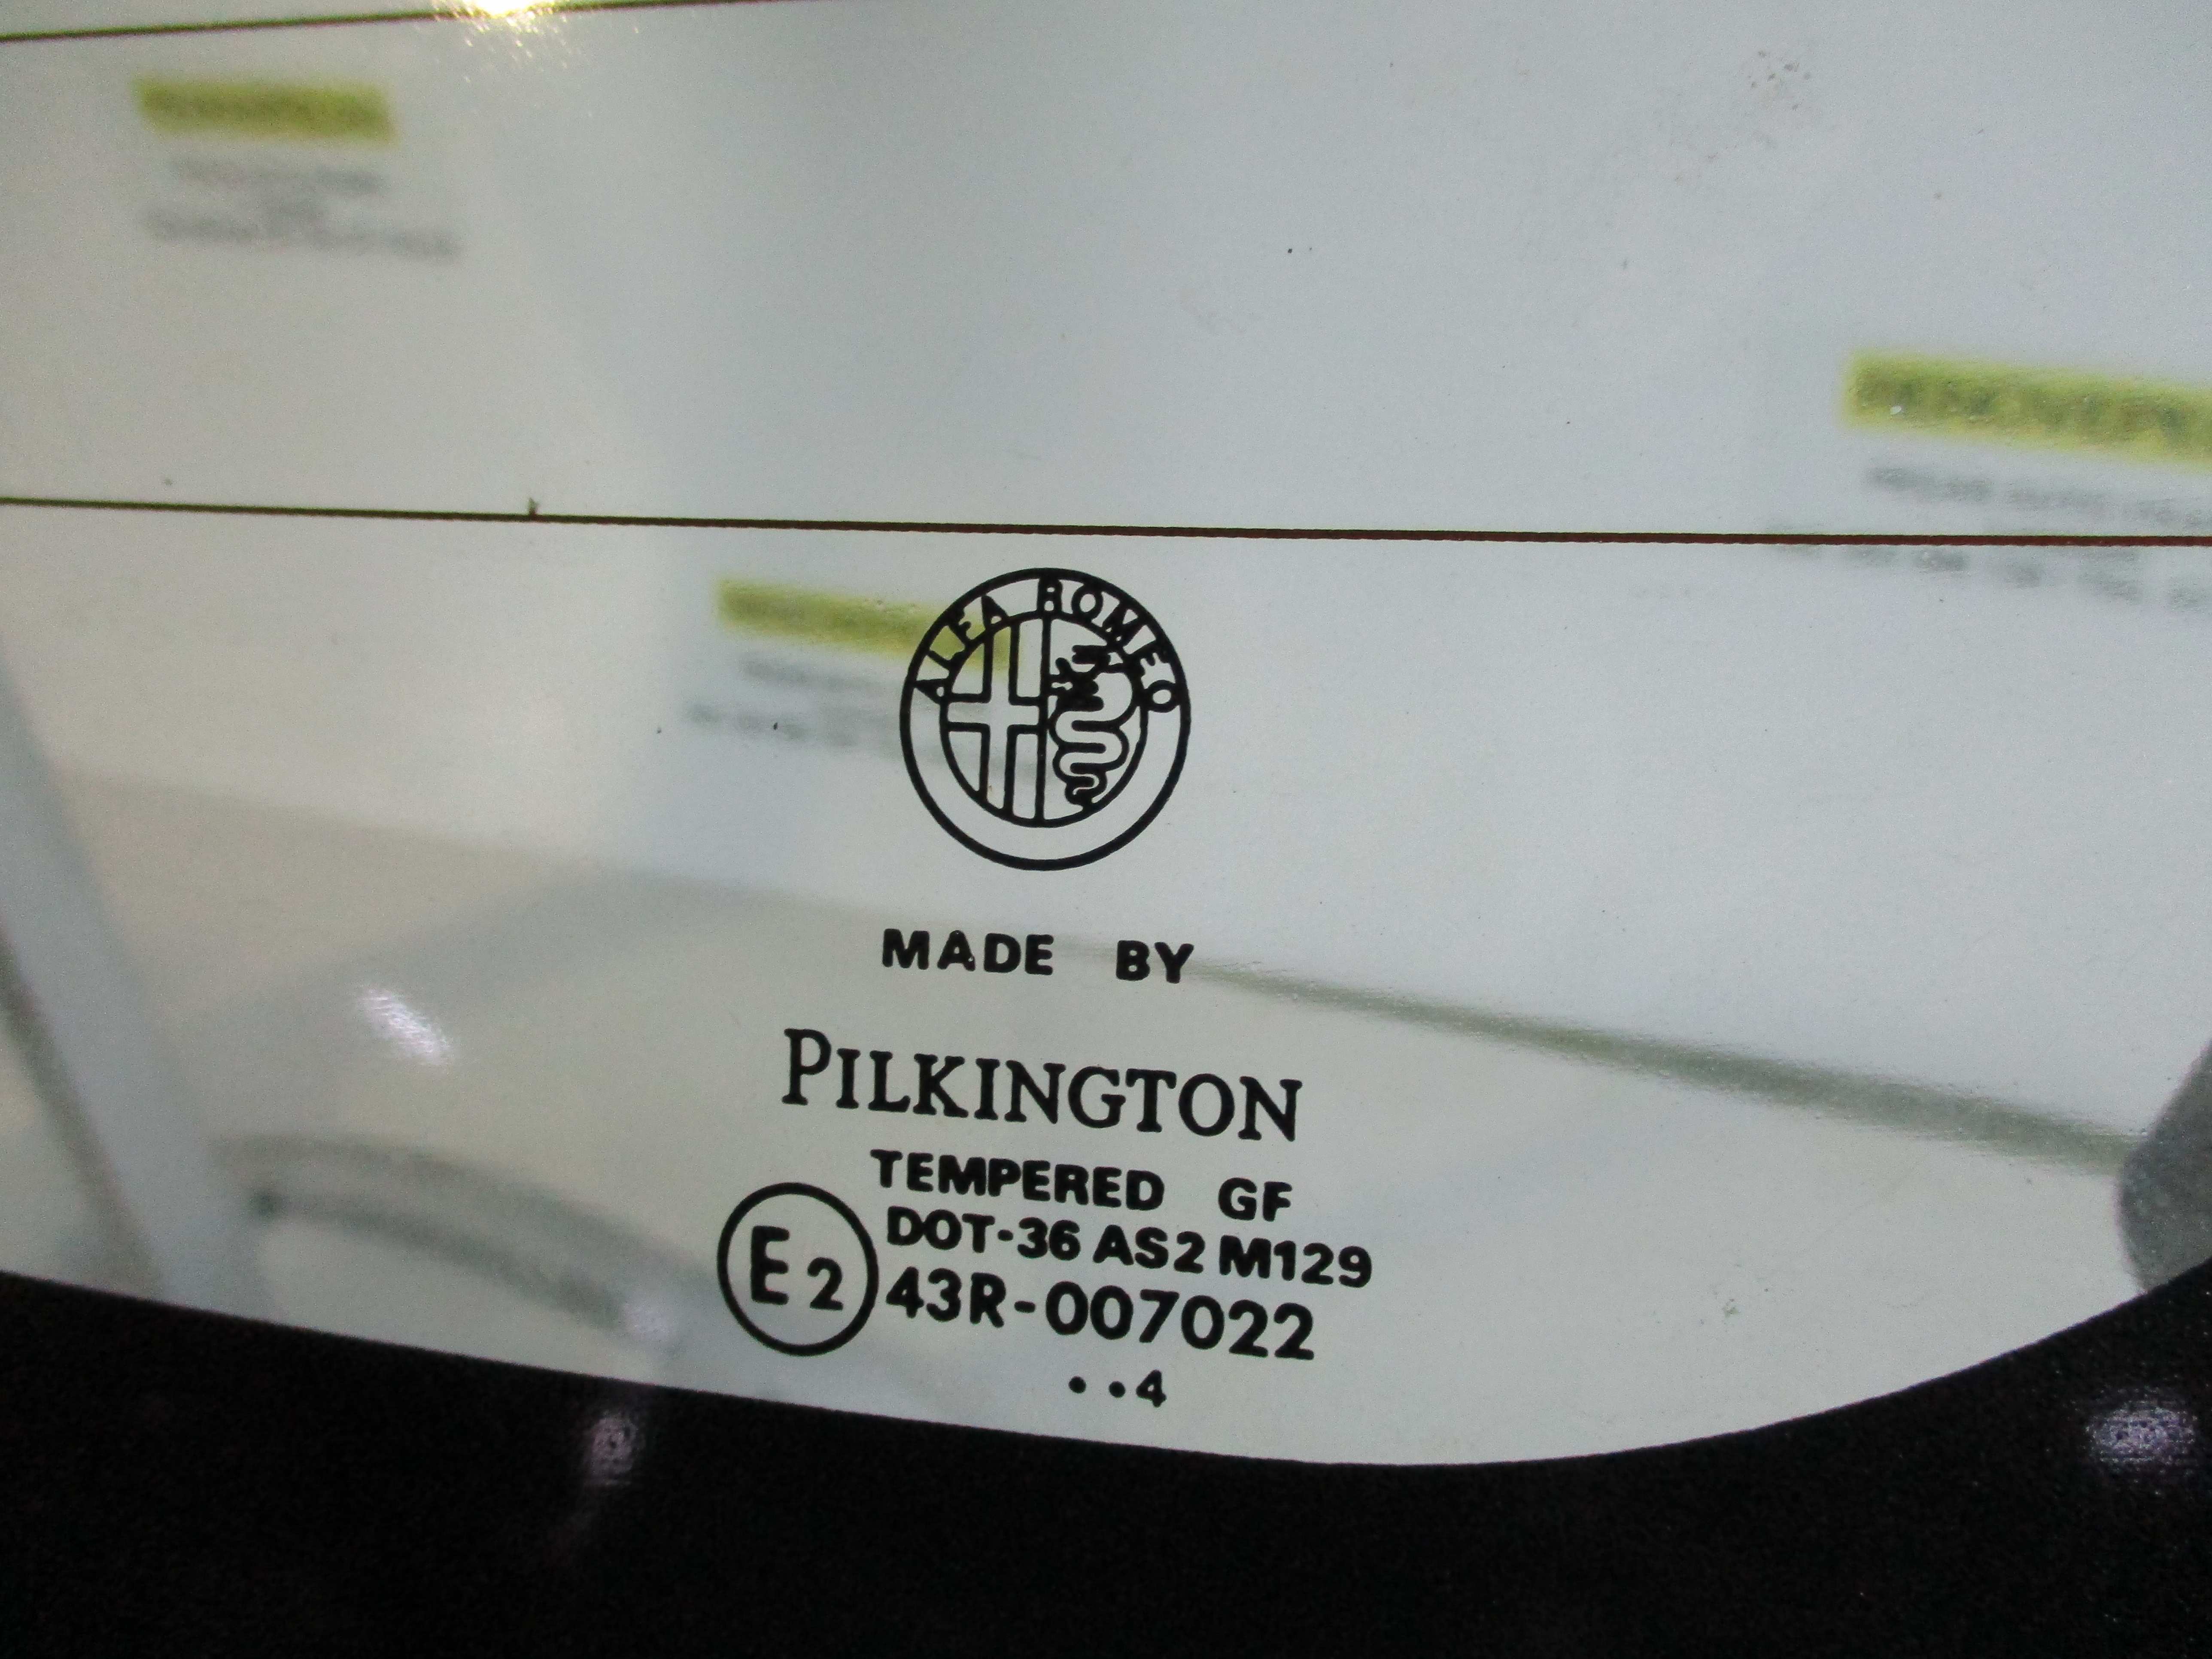 ALFA ROMEO
MADE BY
PILKINGTON
TEMPERED GF
E2
DOT-36 AS2 M129
43R-007022
..4